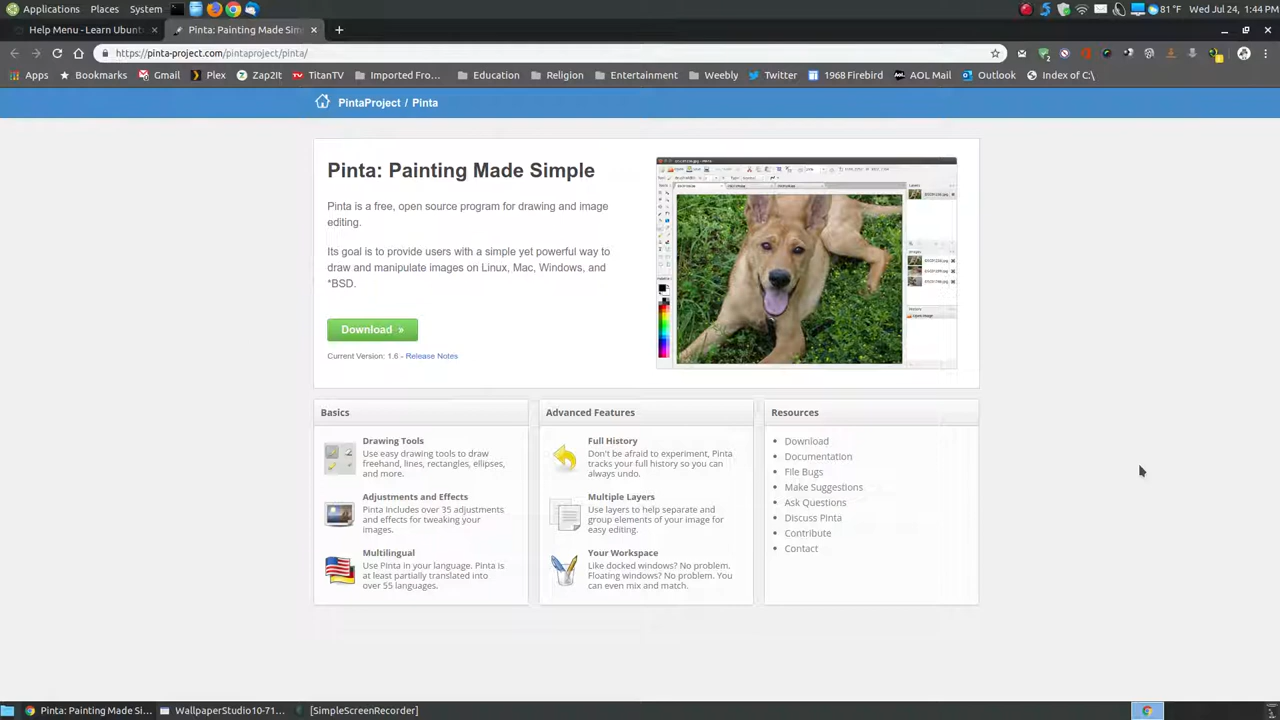 Applications Places System 81 °F Wed Jul 24, 1:44 PM
Help Menu - Learn Ubunt × Pinta: Painting Made Sim × +
https://pinta-project.com/pintaproject/pinta/
Apps Bookmarks Gmail Plex Zap2It TitanTV Imported Fro... Education Religion Entertainment Weebly Twitter 1968 Firebird AOL Mail Outlook Index of C:\
PintaProject / Pinta
Pinta: Painting Made Simple
Pinta is a free, open source program for drawing and image
editing.
Its goal is to provide users with a simple yet powerful way to
draw and manipulate images on Linux, Mac, Windows, and
*BSD.
Download »
Current Version: 1.6 - Release Notes
Basics
Drawing Tools
Use easy drawing tools to draw
freehand, lines, rectangles, ellipses,
and more.
Adjustments and Effects
Pinta includes over 35 adjustments
and effects for tweaking your
images.
Multilingual
Use Pinta in your language. Pinta is
at least partially translated into
over 55 languages.
Advanced Features
Full History
Don't be afraid to experiment, Pinta
tracks your full history so you can
always undo.
Multiple Layers
Use layers to help separate and
group elements of your image for
easy editing.
Your Workspace
Like docked windows? No problem.
Floating windows? No problem. You
can even mix and match.
Resources
Download
Documentation
File Bugs
Make Suggestions
Ask Questions
Discuss Pinta
Contribute
Contact
Pinta: Painting Made Si... WallpaperStudio10-71... [SimpleScreenRecorder]